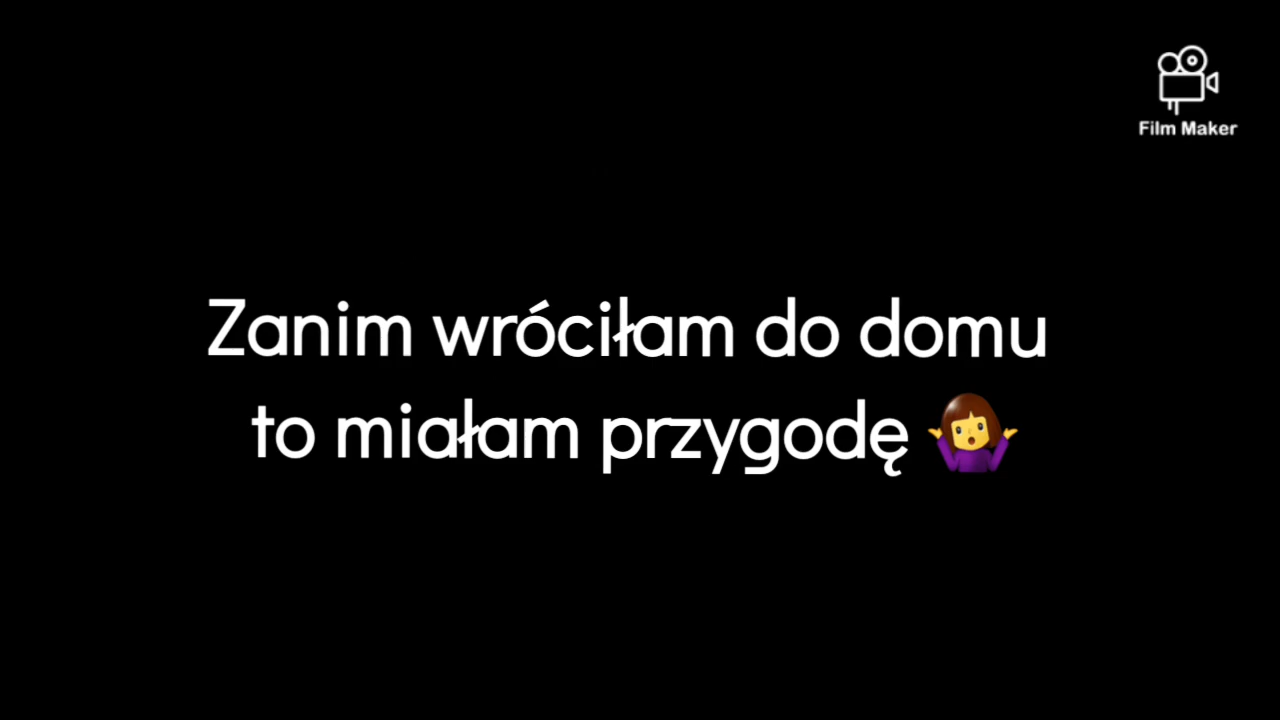 Film Maker
Zanim wróciłam do domu
to miałam przygodę 🤷‍♀️